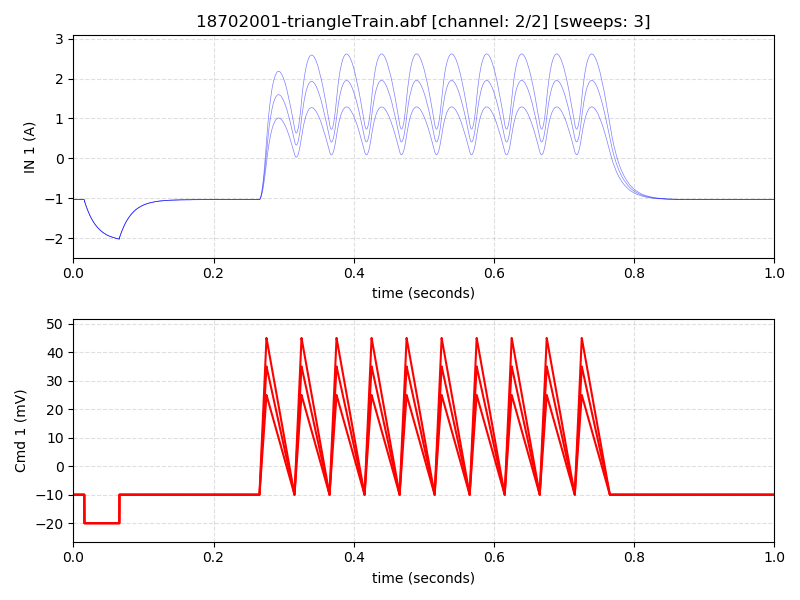 18702001-triangleTrain.abf [channel: 2/2] [sweeps: 3]
3
2
1
0
−1
−2
IN 1 (A)
0.0 0.2 0.4 0.6 0.8 1.0
time (seconds)
50
40
30
20
10
0
−10
−20
Cmd 1 (mV)
0.0 0.2 0.4 0.6 0.8 1.0
time (seconds)